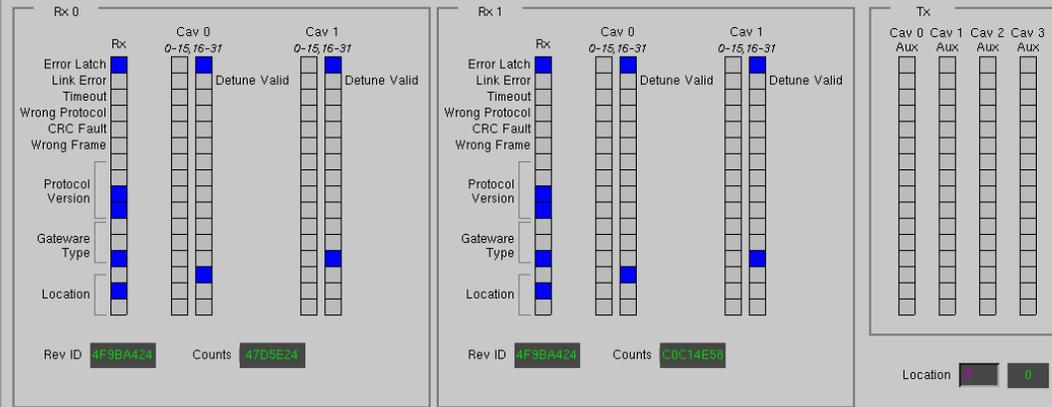 Rx 0
Rx 1
Tx
Cav 0
Cav 1
Cav 0
Cav 1
Cav 0 Cav 1 Cav 2 Cav 3
Rx
0-15,16-31
0-15,16-31
Rx
0-15,16-31
0-15,16-31
Aux Aux Aux Aux
Error Latch
Error Latch
Link Error
Detune Valid
Detune Valid
Link Error
Detune Valid
Detune Valid
Timeout
Timeout
Wrong Protocol
Wrong Protocol
CRC Fault
CRC Fault
Wrong Frame
Wrong Frame
Protocol
Version
Protocol
Version
Gateware
Type
Gateware
Type
Location
Location
Rev ID 4F9BA424 Counts 47D5E24
Rev ID 4F9BA424 Counts C0C14E58
Location 0